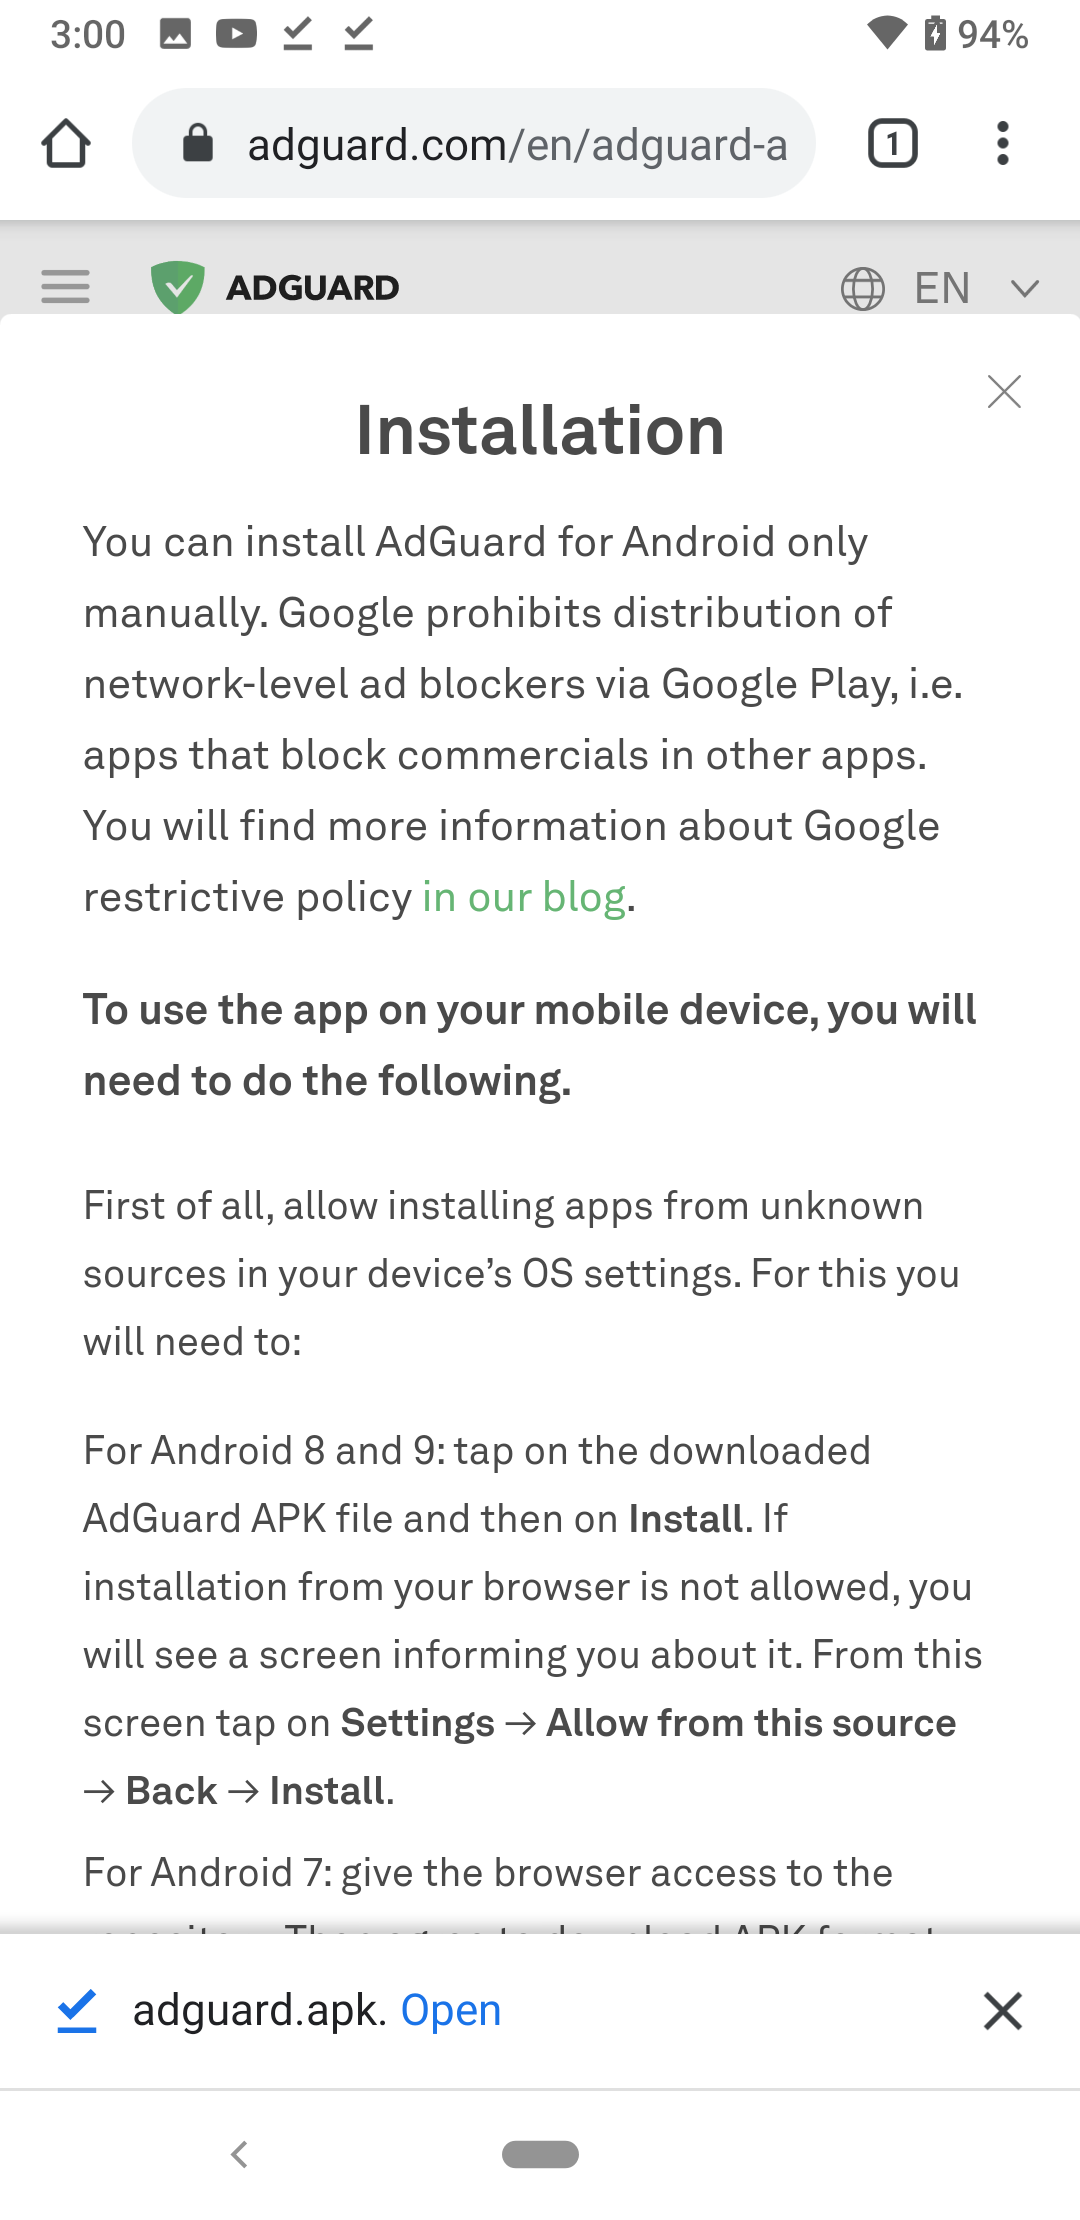 3:00
94%
adguard.com/en/adguard-a
1
ADGUARD
EN
Installation
You can install AdGuard for Android only
manually. Google prohibits distribution of
network-level ad blockers via Google Play, i.e.
apps that block commercials in other apps.
You will find more information about Google
restrictive policy in our blog.
To use the app on your mobile device, you will
need to do the following.
First of all, allow installing apps from unknown
sources in your device’s OS settings. For this you
will need to:
For Android 8 and 9: tap on the downloaded
AdGuard APK file and then on Install. If
installation from your browser is not allowed, you
will see a screen informing you about it. From this
screen tap on Settings → Allow from this source
→ Back → Install.
For Android 7: give the browser access to the
adguard.apk. Open